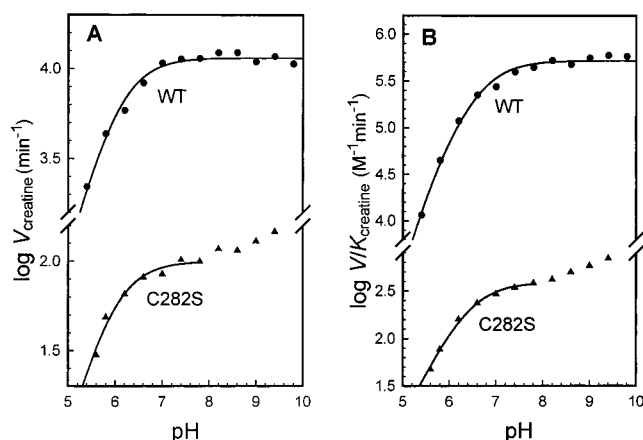 A
4.0
3.5
2.0
1.5
log V creatine (min⁻¹)
WT
C282S
5 6 7 8 9 10
pH
B
6.0
5.5
5.0
4.5
4.0
2.5
2.0
1.5
log V/K creatine (M⁻¹min⁻¹)
WT
C282S
5 6 7 8 9 10
pH